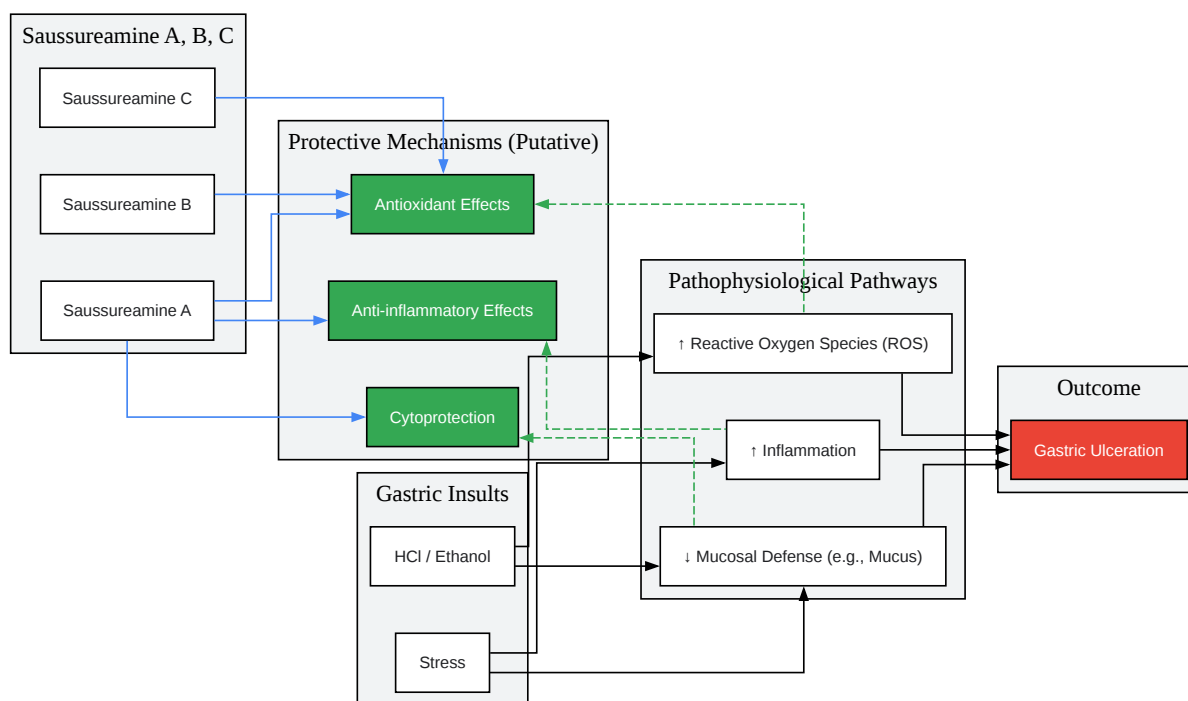 Saussureamine A, B, C
Saussureamine C
Saussureamine B
Saussureamine A
Protective Mechanisms (Putative)
Antioxidant Effects
Anti-inflammatory Effects
Cytoprotection
Gastric Insults
HCl / Ethanol
Stress
Pathophysiological Pathways
↑ Reactive Oxygen Species (ROS)
↑ Inflammation
↓ Mucosal Defense (e.g., Mucus)
Outcome
Gastric Ulceration